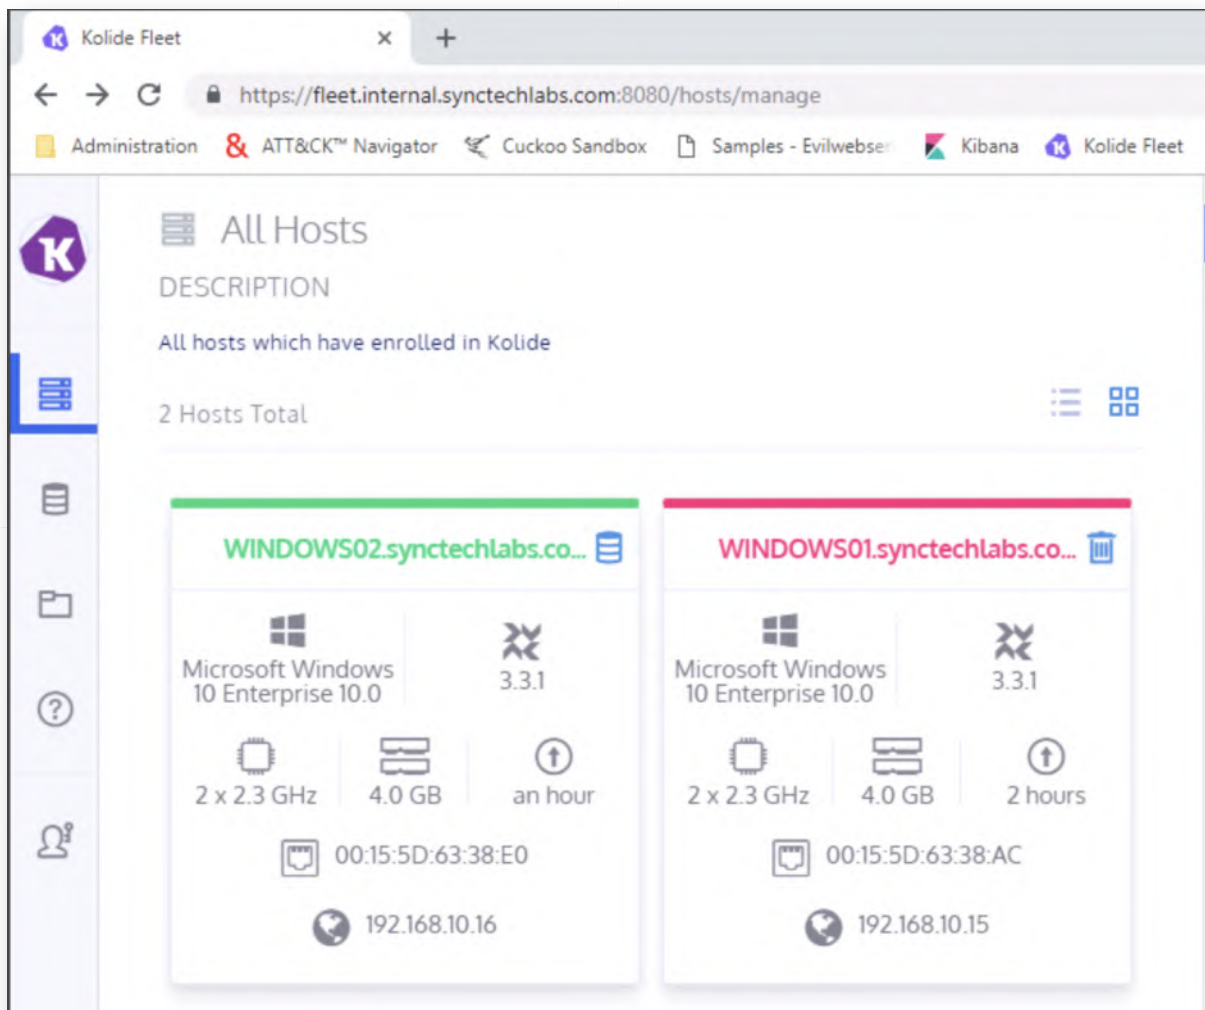 Kolide Fleet
https://fleet.internal.synctechlabs.com:8080/hosts/manage
Administration ATT&CK™ Navigator Cuckoo Sandbox Samples - Evilwebser Kibana Kolide Fleet
All Hosts
DESCRIPTION
All hosts which have enrolled in Kolide
2 Hosts Total
WINDOWS02.synctechlabs.co...
Microsoft Windows
10 Enterprise 10.0
3.3.1
2 x 2.3 GHz 4.0 GB an hour
00:15:5D:63:38:E0
192.168.10.16
WINDOWS01.synctechlabs.co...
Microsoft Windows
10 Enterprise 10.0
3.3.1
2 x 2.3 GHz 4.0 GB 2 hours
00:15:5D:63:38:AC
192.168.10.15